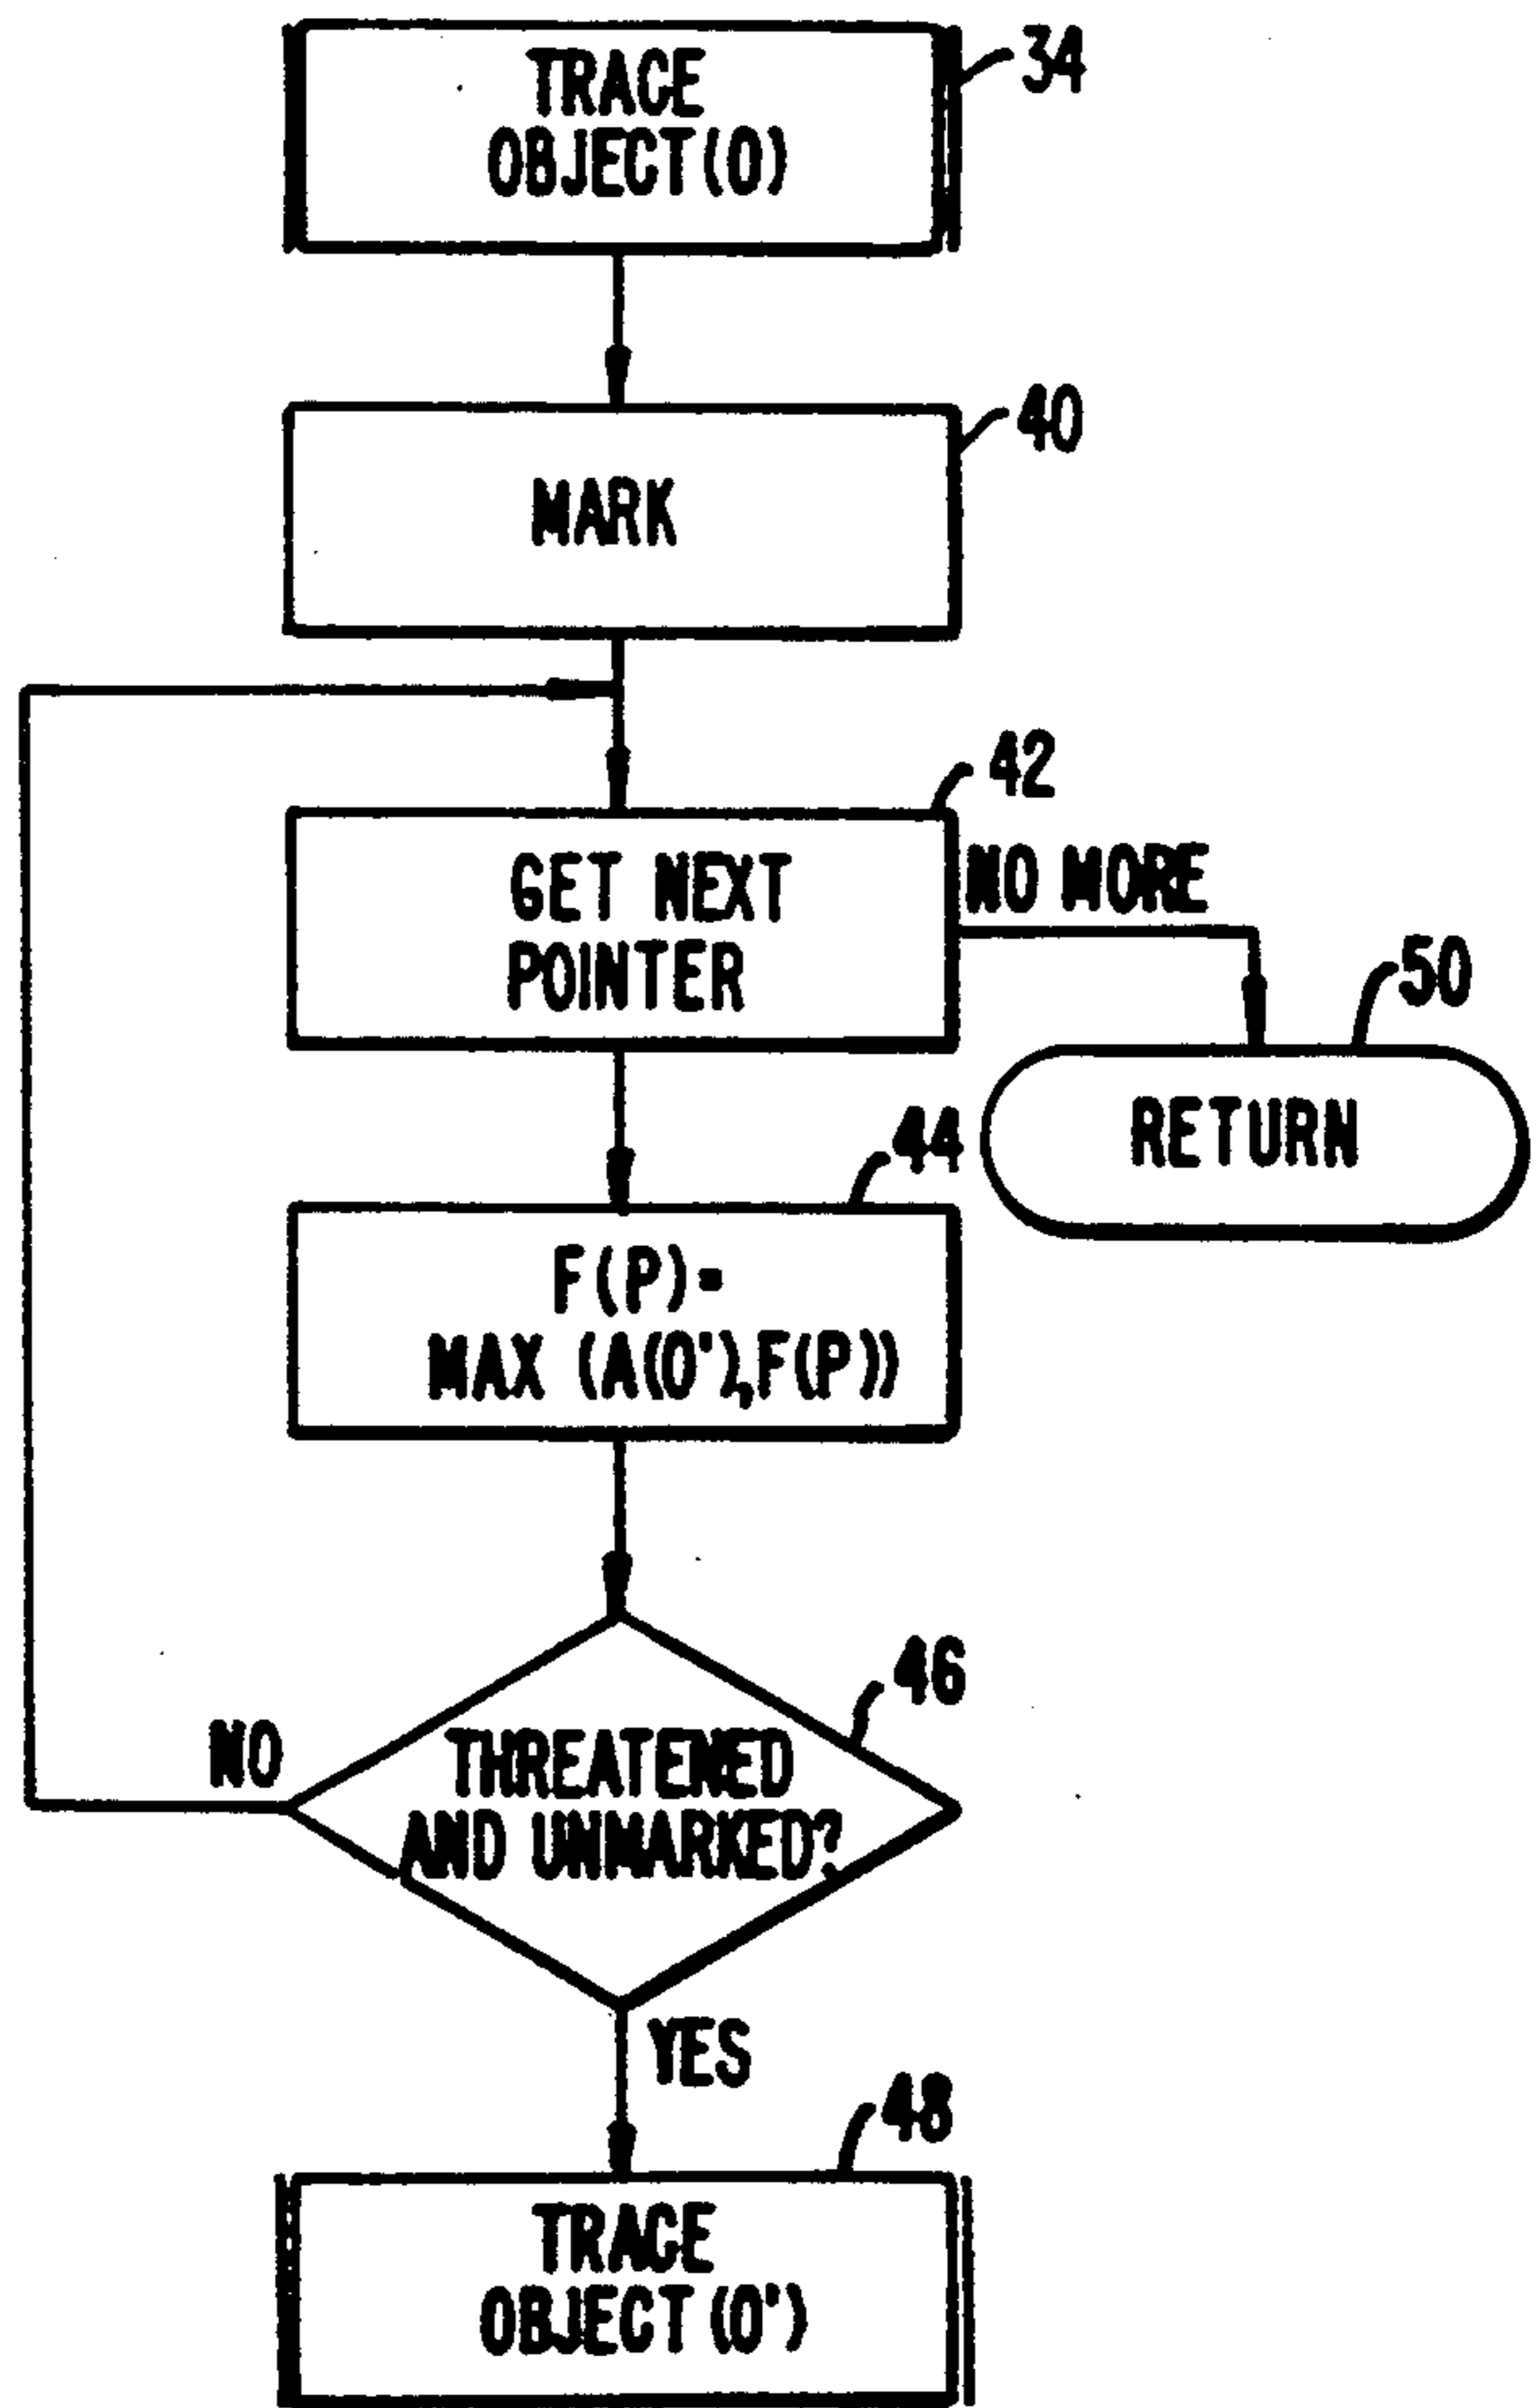 TRACE
OBJECT(O)
34
MARK
40
42
GET NEXT
POINTER
NO MORE
50
RETURN
44
F(P)=
MAX (A(O'),F(P))
46
THREATENED
AND UNMARKED?
NO
YES
48
TRACE
OBJECT(O')